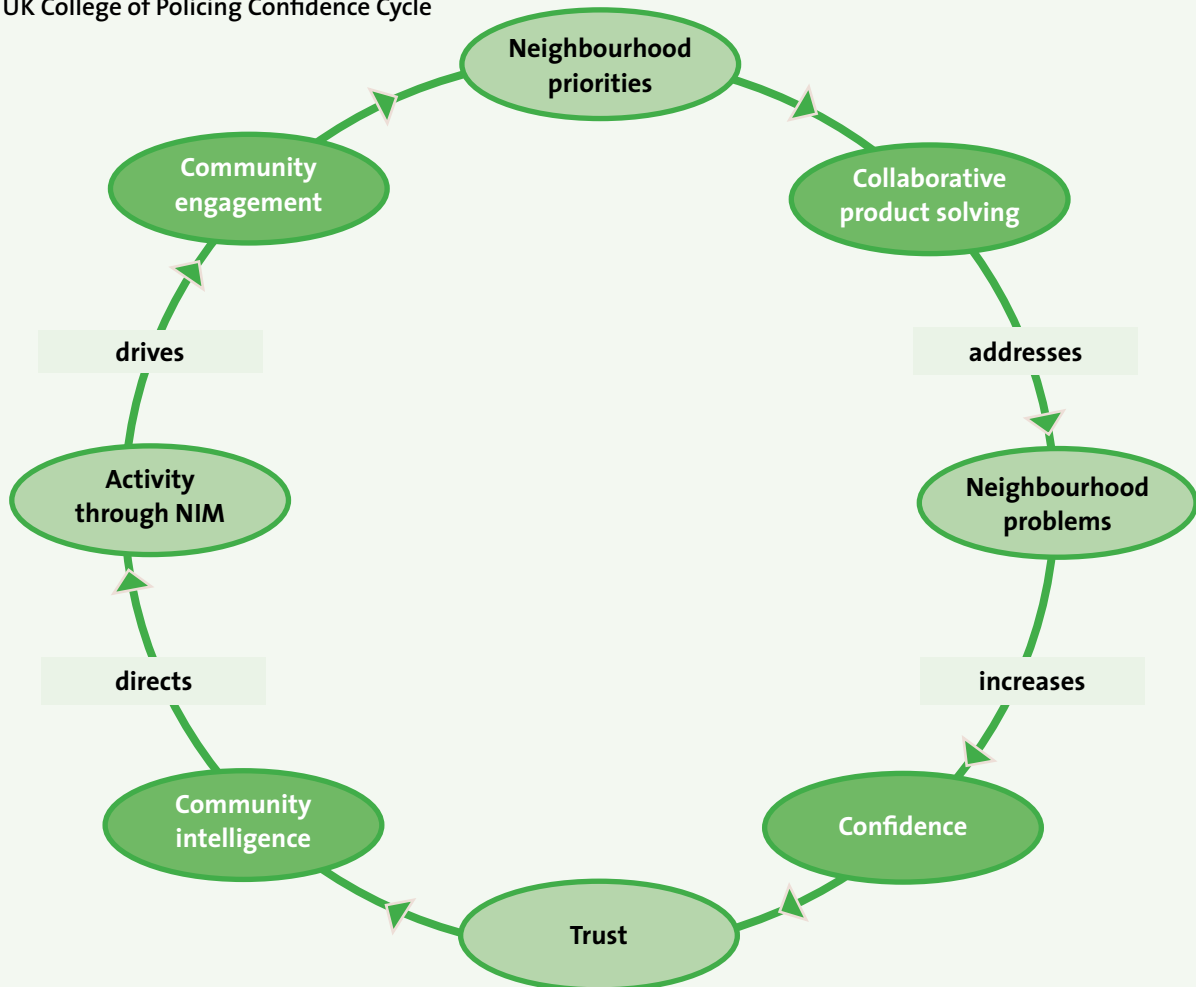 UK College of Policing Confidence Cycle
Neighbourhood
priorities
Collaborative
product solving
addresses
Neighbourhood
problems
increases
Confidence
Trust
Community
intelligence
directs
Activity
through NIM
drives
Community
engagement